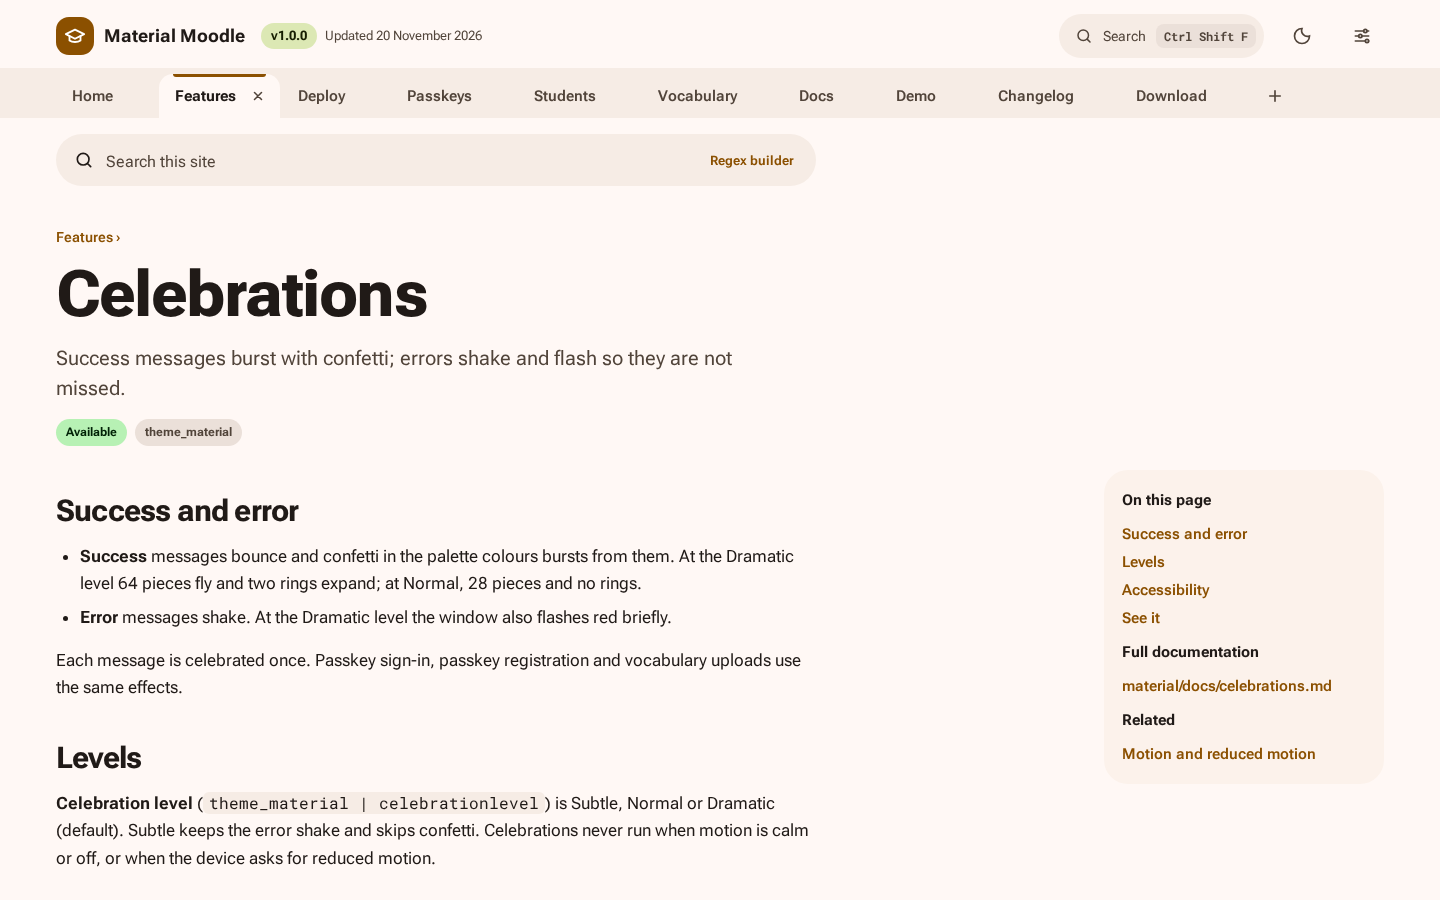 Material Moodle v1.0.0 Updated 20 November 2026 Search Ctrl Shift F
Home Features Deploy Passkeys Students Vocabulary Docs Demo Changelog Download
Search this site Regex builder
Features ›
Celebrations
Success messages burst with confetti; errors shake and flash so they are not
missed.
Available theme_material
Success and error
• Success messages bounce and confetti in the palette colours bursts from them. At the Dramatic
level 64 pieces fly and two rings expand; at Normal, 28 pieces and no rings.
• Error messages shake. At the Dramatic level the window also flashes red briefly.
Each message is celebrated once. Passkey sign-in, passkey registration and vocabulary uploads use
the same effects.
Levels
Celebration level (theme_material | celebrationlevel) is Subtle, Normal or Dramatic
(default). Subtle keeps the error shake and skips confetti. Celebrations never run when motion is calm
or off, or when the device asks for reduced motion.
On this page
Success and error
Levels
Accessibility
See it
Full documentation
material/docs/celebrations.md
Related
Motion and reduced motion